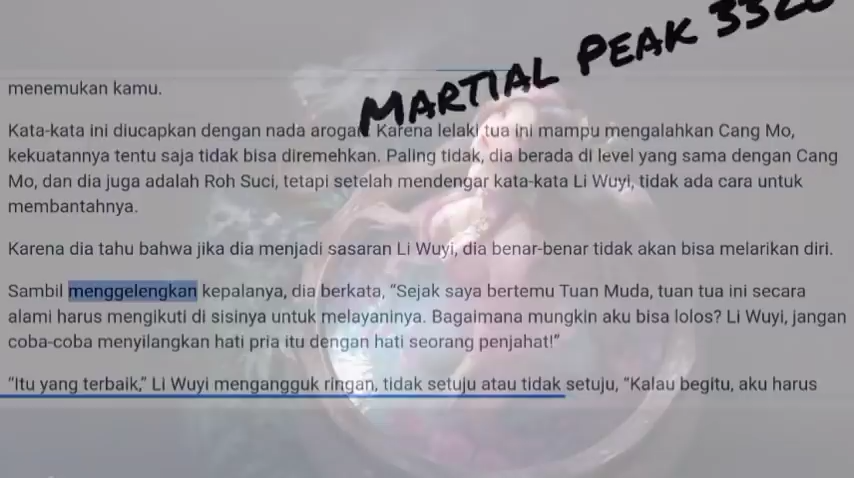 MARTIAL PEAK
menemukan kamu.
Kata-kata ini diucapkan dengan nada arogan. Karena lelaki tua ini mampu mengalahkan Cang Mo,
kekuatannya tentu saja tidak bisa diremehkan. Paling tidak, dia berada di level yang sama dengan Cang
Mo, dan dia juga adalah Roh Suci, tetapi setelah mendengar kata-kata Li Wuyi, tidak ada cara untuk
membantahnya.
Karena dia tahu bahwa jika dia menjadi sasaran Li Wuyi, dia benar-benar tidak akan bisa melarikan diri.
Sambil menggelengkan kepalanya, dia berkata, “Sejak saya bertemu Tuan Muda, tuan tua ini secara
alami harus mengikuti di sisinya untuk melayaninya. Bagaimana mungkin aku bisa lolos? Li Wuyi, jangan
coba-coba menyilangkan hati pria itu dengan hati seorang penjahat!”
“Itu yang terbaik,” Li Wuyi mengangguk ringan, tidak setuju atau tidak setuju, “Kalau begitu, aku harus